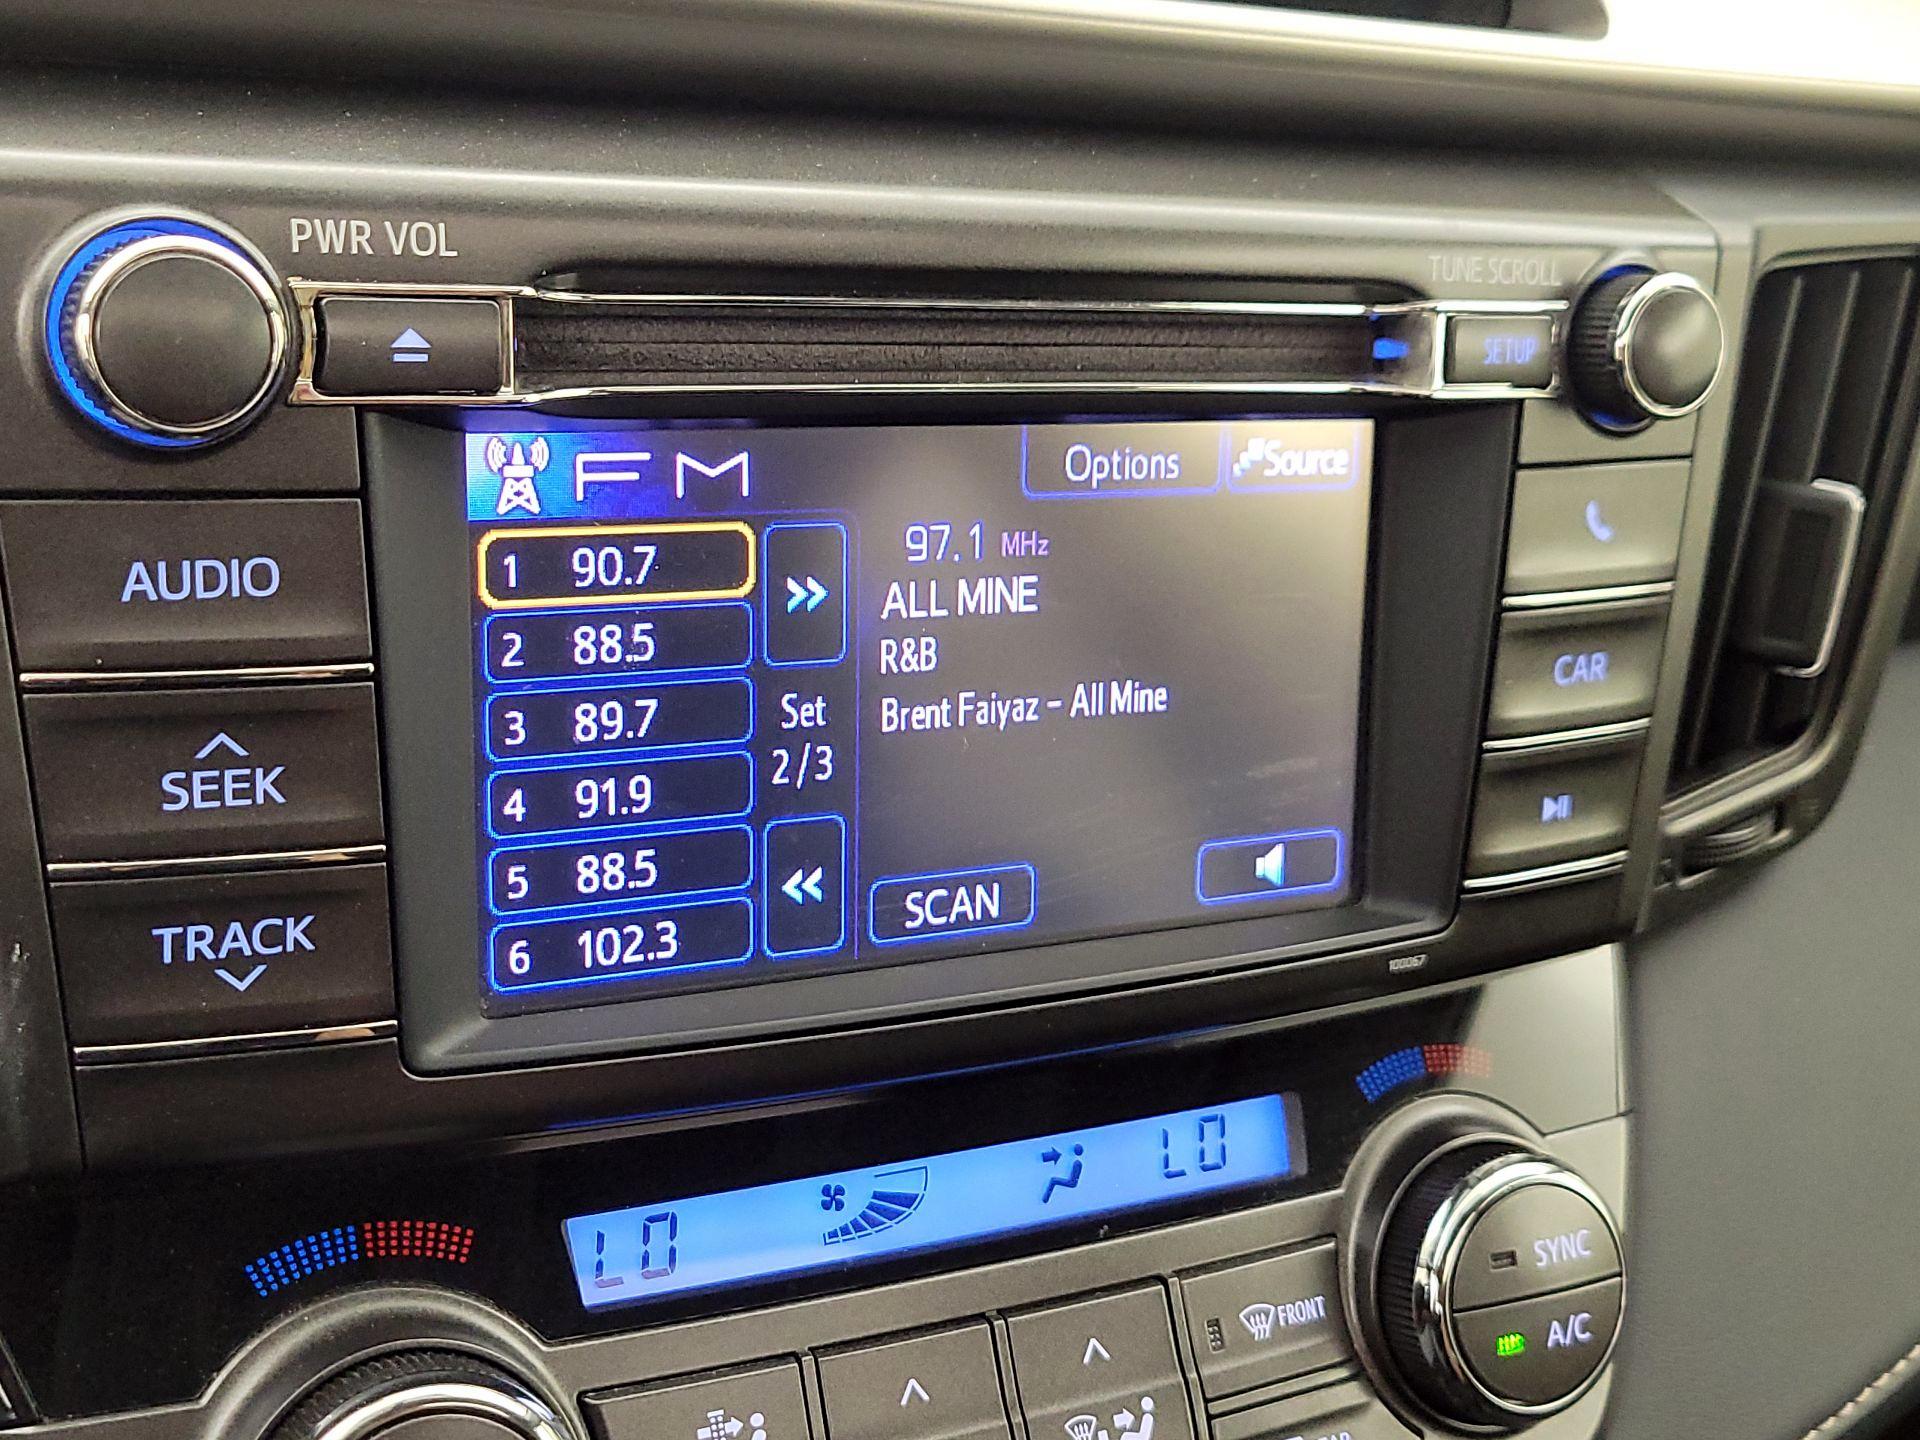 PWR VOL
TUNE SCROLL
SETUP
FM
Options
Source
AUDIO
SEEK
TRACK
1 90.7
2 88.5
3 89.7
4 91.9
5 88.5
6 102.3
Set
2/3
97.1 MHz
ALL MINE
R&B
Brent Faiyaz - All Mine
SCAN
CAR
100067
LO
LO
SYNC
A/C
FRONT